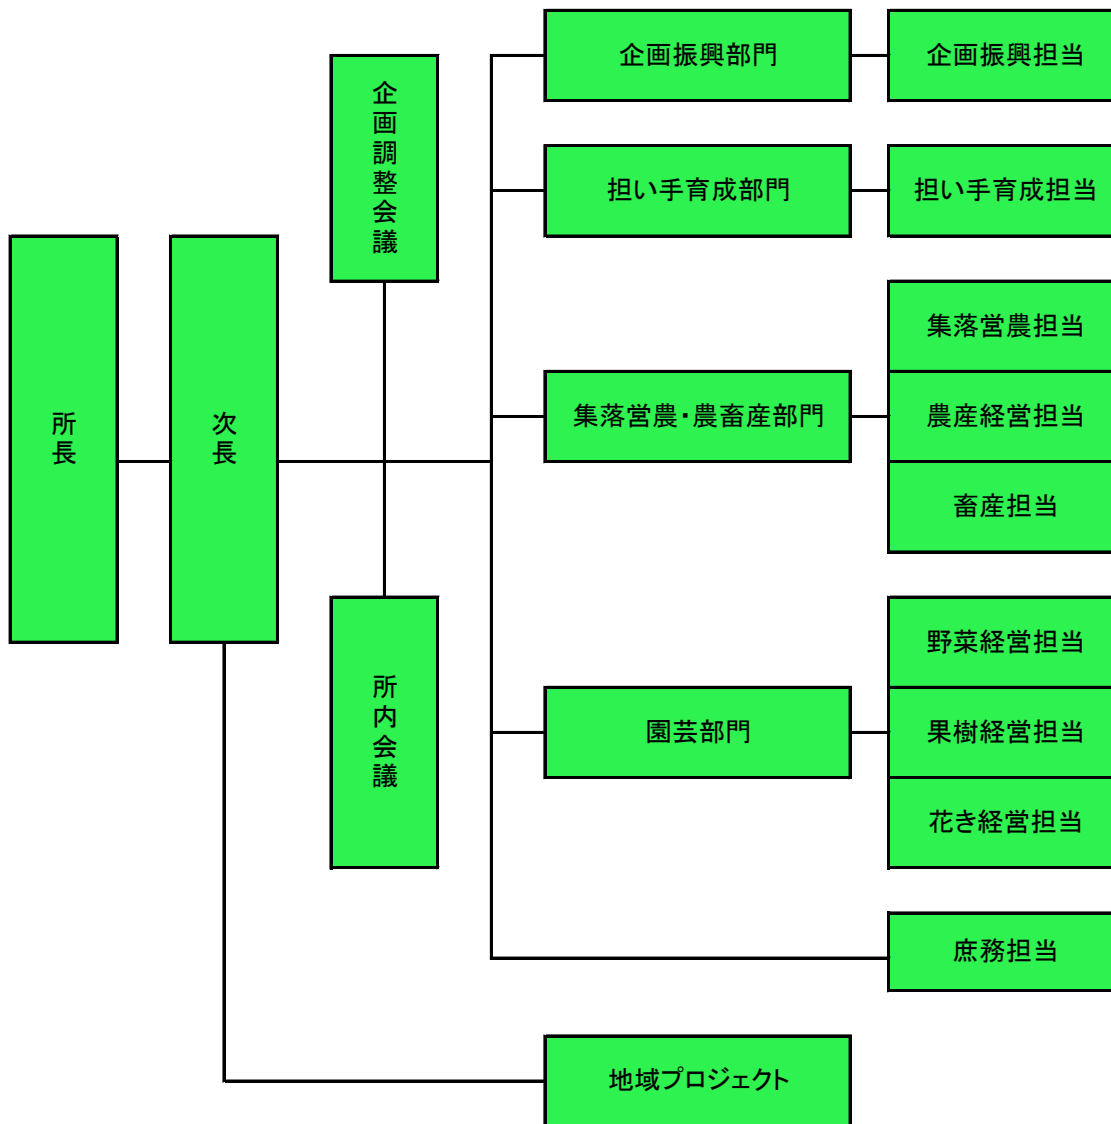 所長
次長
企画調整会議
所内会議
企画振興部門
企画振興担当
担い手育成部門
担い手育成担当
集落営農・農畜産部門
集落営農担当
農産経営担当
畜産担当
園芸部門
野菜経営担当
果樹経営担当
花き経営担当
庶務担当
地域プロジェクト